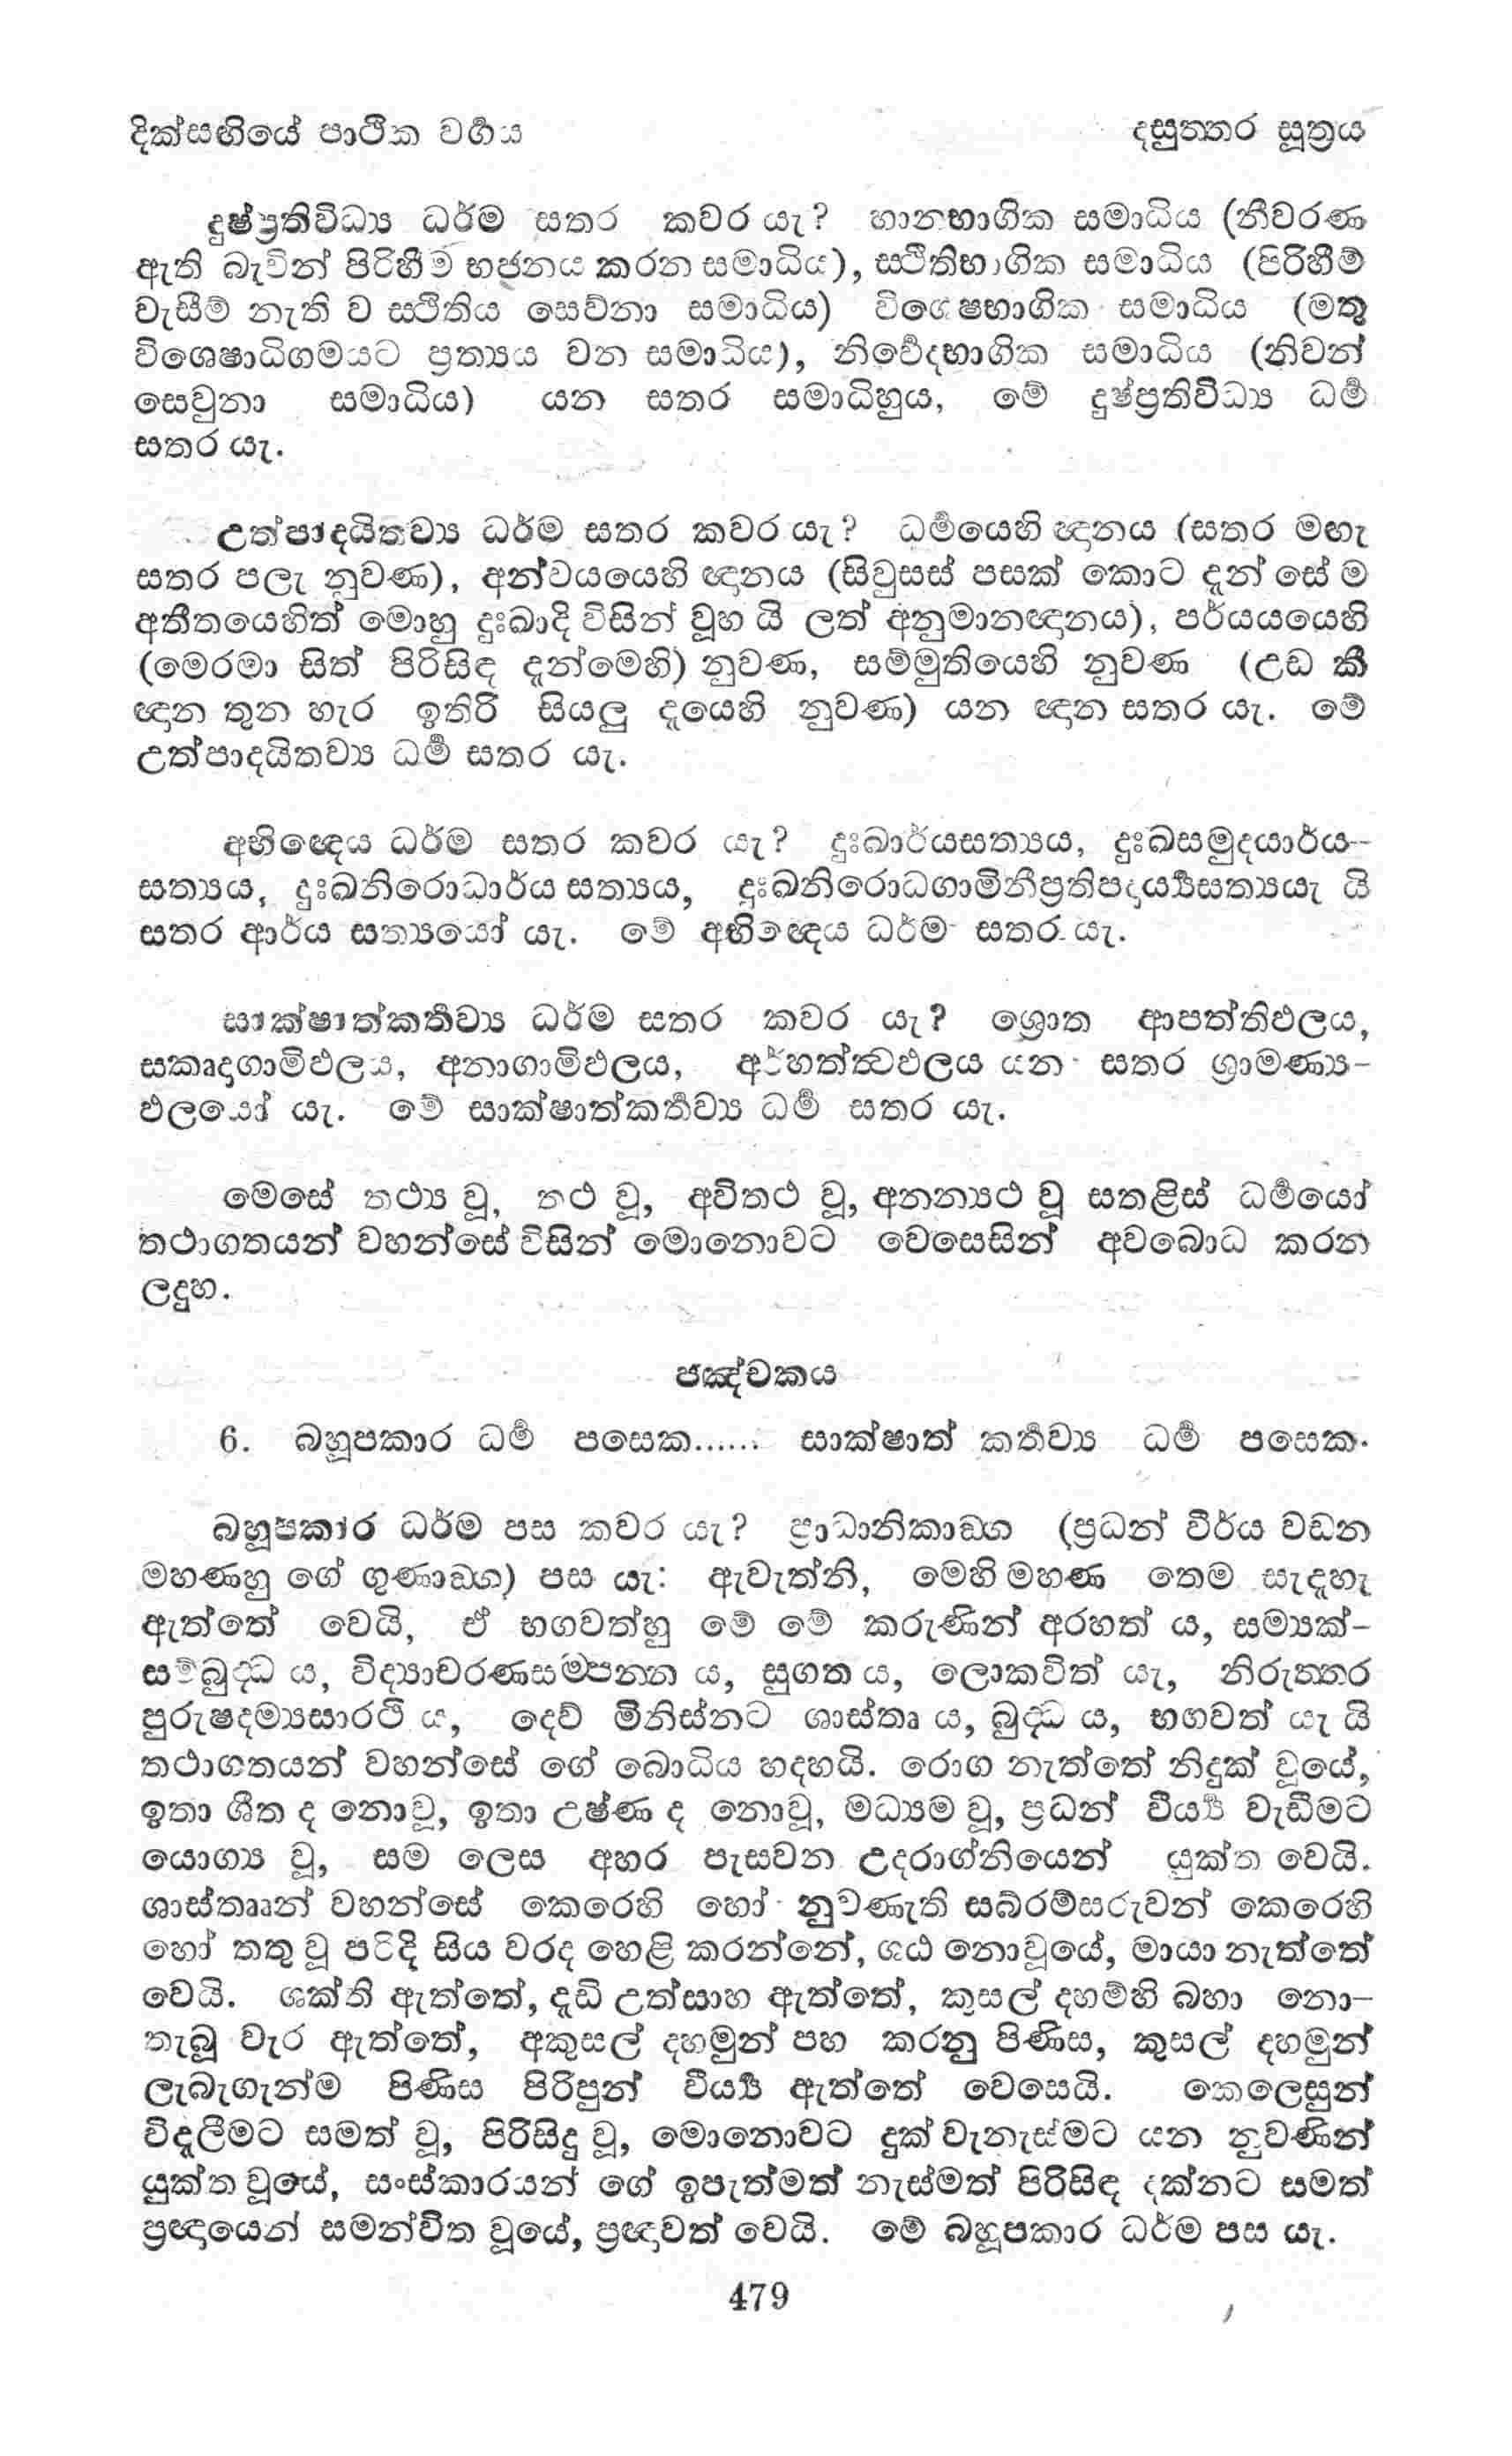 දික්සඟියේ පාථික වර්‍ගය
දසුත්තර සූත්‍රය
දුෂ්ප්‍රතිවිධ්‍ය ධර්ම සතර කවර යැ? හානභාගික සමාධිය (නීවරණ
ඇති බැවින් පිරිහීම් භජනය කරන සමාධිය), ස්ථිතිභාගික සමාධිය (පිරිහීම්
වැසීම් නැති ව ස්ථිතිය සෙව්නා සමාධිය) විශෙෂභාගික සමාධිය (මතු
විශෙෂාධිගමයට ප්‍රත්‍යය වන සමාධිය), නිර්‍වේදභාගික සමාධිය (නිවන්
සෙවුනා සමාධිය) යන සතර සමාධිහුය, මේ දුෂ්ප්‍රතිවිධ්‍ය ධර්‍ම
සතර යැ.
උත්පාදයිතව්‍ය ධර්ම සතර කවර යැ? ධර්‍මයෙහි ඥානය (සතර මඟැ
සතර පලැ නුවණ), අන්වයයෙහි ඥානය (සිවුසස් පසක් කොට දැන් සේ ම
අතීතයෙහිත් මොහු දුඃඛාදි විසින් වූහ යි ලත් අනුමානඥානය), පර්යයයෙහි
(මෙරමා සිත් පිරිසිඳ දැන්මෙහි) නුවණ, සම්මුතියෙහි නුවණ (උඩ කී
ඥාන තුන හැර ඉතිරි සියලු දැයෙහි නුවණ) යන ඥාන සතර යැ. මේ
උත්පාදයිතව්‍ය ධර්‍ම සතර යැ.
අභිඥෙය ධර්ම සතර කවර යැ? දුඃඛාර්යසත්‍යය, දුඃඛසමුදයාර්ය-
සත්‍යය, දුඃඛනිරොධාර්ය සත්‍යය, දුඃඛනිරොධගාමිනීප්‍රතිපදාර්‍ය්‍යසත්‍යයැ යි
සතර ආර්ය සත්‍යයෝ යැ. මේ අභිඥෙය ධර්ම සතර යැ.
සාක්ෂාත්කර්‍තව්‍ය ධර්ම සතර කවර යැ? ශ්‍රොත ආපත්තිඵලය,
සකෘදාගාමිඵලය, අනාගාමිඵලය, අර්හත්ත්‍වඵලය යන සතර ශ්‍රාමණ්‍ය-
ඵලයෝ යැ. මේ සාක්ෂාත්කර්‍තව්‍ය ධර්‍ම සතර යැ.
මෙසේ තථ්‍ය වූ, තථ වූ, අවිතථ වූ, අනන්‍යථ වූ සතළිස් ධර්‍මයෝ
තථාගතයන් වහන්සේ විසින් මොනොවට වෙසෙසින් අවබොධ කරන
ලදුහ.
ජඤ්චකය
6. බහූපකාර ධර්‍ම පසෙක...... සාක්ෂාත් කර්‍තව්‍ය ධර්‍ම පසෙක.
බහූපකාර ධර්ම පස කවර යැ? ප්‍රාධානිකාඞ්ග (ප්‍රධන් වීර්ය වඩන
මහණහු ගේ ගුණාඞ්ග) පස යැ: ඇවැත්නි, මෙහි මහණ තෙම සැදැහැ
ඇත්තේ වෙයි, ඒ භගවත්හු මේ මේ කරුණින් අරහත් ය, සම්‍යක්-
සම්බුද්ධ ය, විද්‍යාචරණසම්පන්න ය, සුගත ය, ලොකවිත් යැ, නිරුත්තර
පුරුෂදම්‍යසාරථී ය, දෙව් මිනිස්නට ශාස්තෘ ය, බුද්ධ ය, භගවත් යැ යි
තථාගතයන් වහන්සේ ගේ බොධිය හදහයි. රොග නැත්තේ නිදුක් වූයේ,
ඉතා ශීත ද නොවූ, ඉතා උෂ්ණ ද නොවූ, මධ්‍යම වූ, ප්‍රධන් වීර්‍ය්‍ය වැඩීමට
යොග්‍ය වූ, සම ලෙස අහර පැසවන උදරාග්නියෙන් යුක්ත වෙයි.
ශාස්තෲන් වහන්සේ කෙරෙහි හෝ නුවණැති සබ්රම්සරුවන් කෙරෙහි
හෝ තතු වූ පරිදි සිය වරද හෙළි කරන්නේ, ශඨ නොවූයේ, මායා නැත්තේ
වෙයි. ශක්ති ඇත්තේ, දැඩි උත්සාහ ඇත්තේ, කුසල් දහම්හි බහා නො-
තැබූ වැර ඇත්තේ, අකුසල් දහමුන් පහ කරනු පිණිස, කුසල් දහමුන්
ලැබැගැන්ම පිණිස පිරිපුන් වීර්‍ය්‍ය ඇත්තේ වෙසෙයි. කෙලෙසුන්
විදැලීමට සමත් වූ, පිරිසිදු වූ, මොනොවට දුක් වැනැස්මට යන නුවණින්
යුක්ත වූයේ, සංස්කාරයන් ගේ ඉපැත්මත් නැස්මත් පිරිසිඳ දක්නට සමත්
ප්‍රඥායෙන් සමන්විත වූයේ, ප්‍රඥාවත් වෙයි. මේ බහූපකාර ධර්ම පස යැ.
479